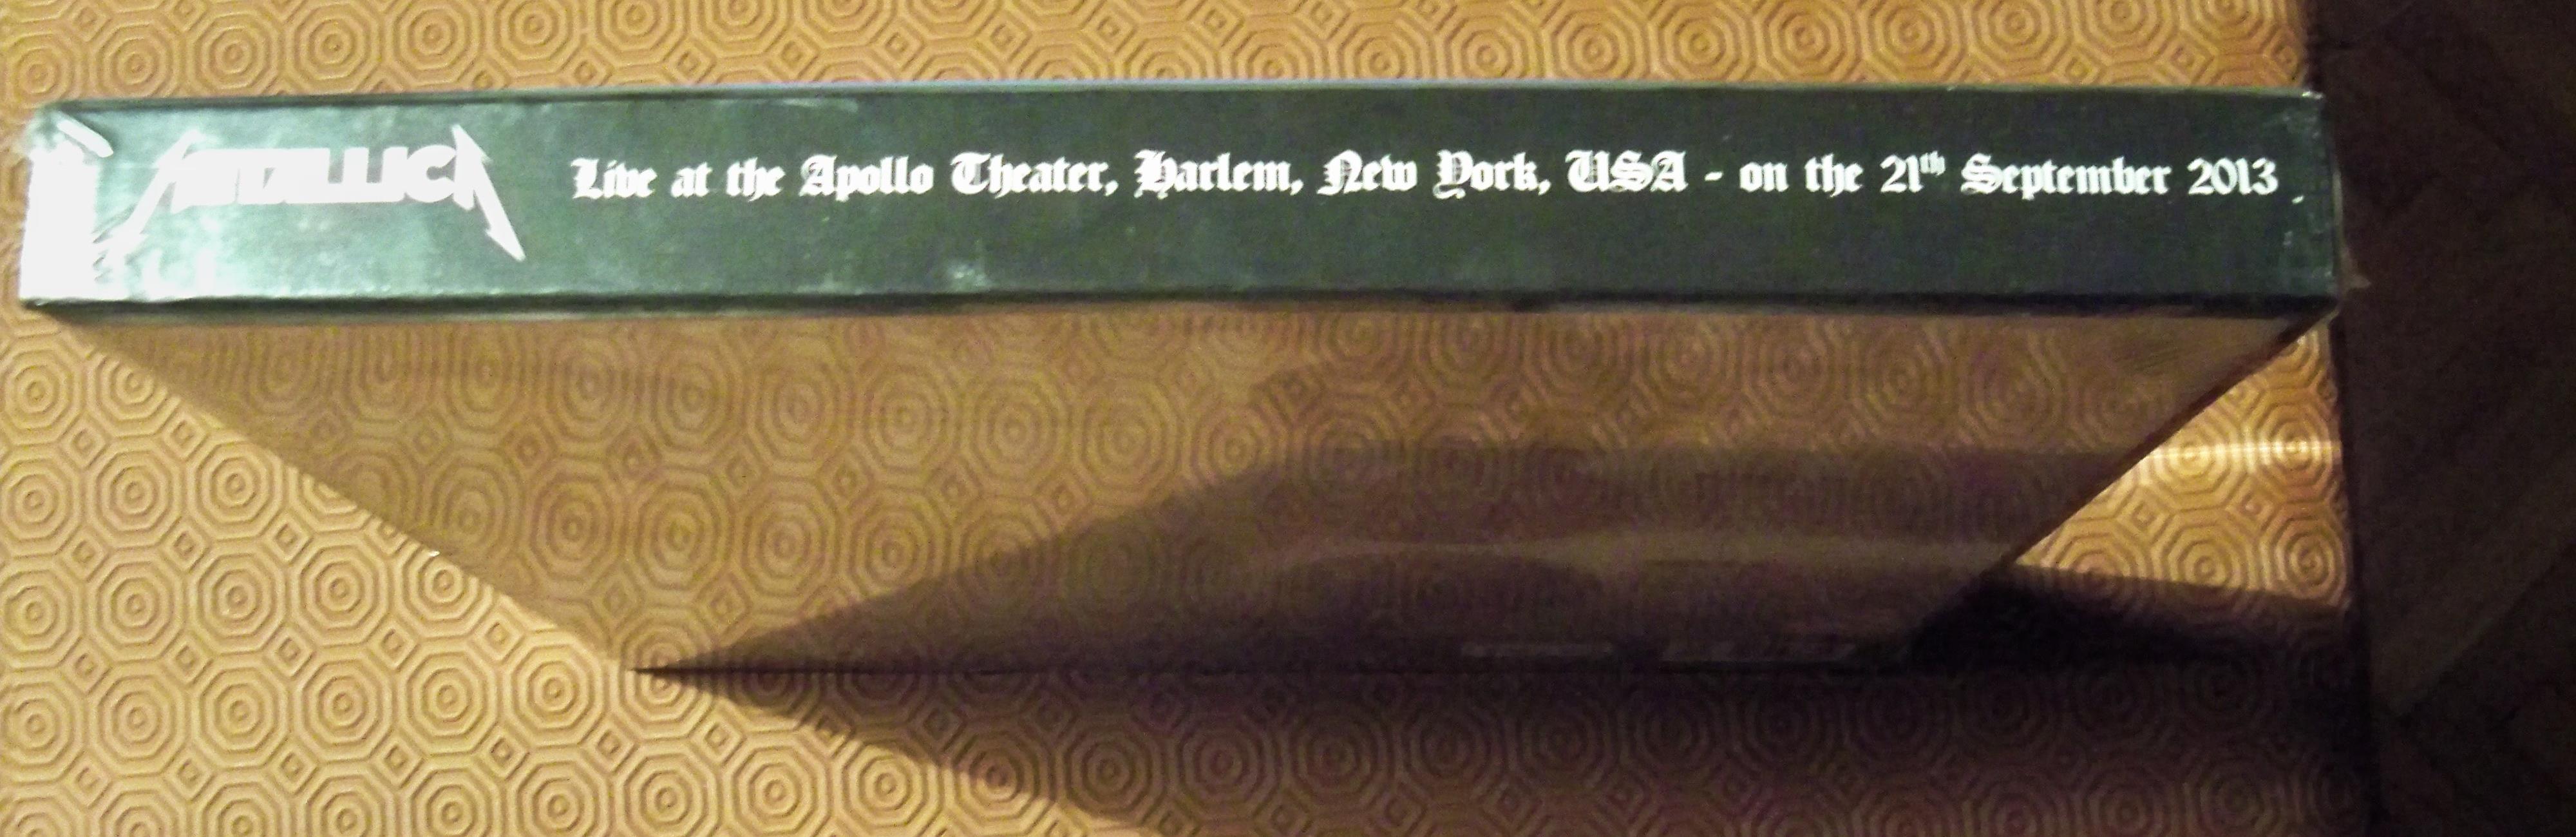 METALLICA Live at the Apollo Theater, Harlem, New York, USA - on the 21th September 2013